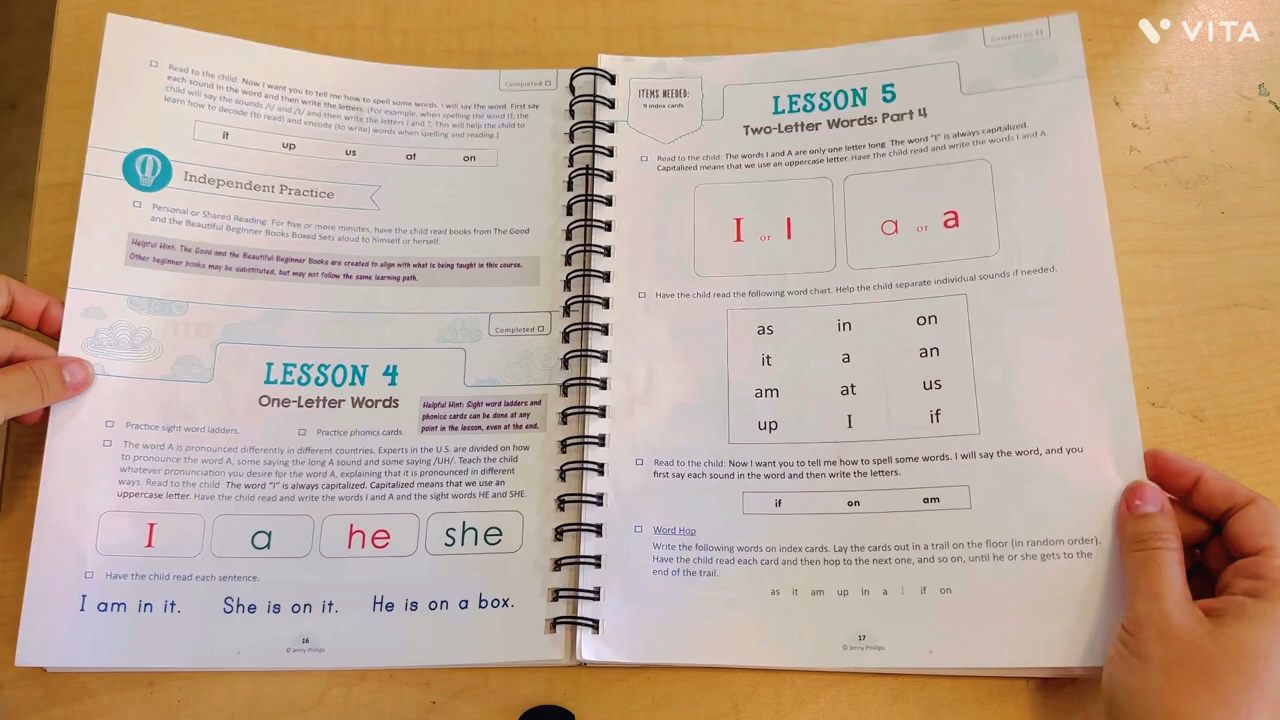 VITA
Completed
Read to the child: Now I want you to tell me how to spell some words. I will say the word. First say
each sound in the word and then write the letters. (For example, when spelling the word IT, the
child will say the sounds /I/ and /t/ and then write the letters I and T. This will help the child to
learn how to decode (to read) and encode (to write) words when spelling and reading.)
it up us at on
Independent Practice
Personal or Shared Reading: For five or more minutes, have the child read books from The Good
and the Beautiful Beginner Books Boxed Sets aloud to himself or herself.
Helpful Hint: The Good and the Beautiful Beginner Books are created to align with what is being taught in this course.
Other beginner books may be substituted, but may not follow the same learning path.
Completed
LESSON 4
One-Letter Words
Helpful Hint: Sight word ladders and
phonics cards can be done at any
point in the lesson, even at the end.
Practice sight word ladders. Practice phonics cards.
The word A is pronounced differently in different countries. Experts in the U.S. are divided on how
to pronounce the word A, some saying the long A sound and some saying /UH/. Teach the child
whatever pronunciation you desire for the word A, explaining that it is pronounced in different
ways. Read to the child: The word "I" is always capitalized. Capitalized means that we use an
uppercase letter. Have the child read and write the words I and A and the sight words HE and SHE.
I a he she
Have the child read each sentence.
I am in it. She is on it. He is on a box.
16
© Jenny Phillips
Completed
ITEMS NEEDED:
9 index cards
LESSON 5
Two-Letter Words: Part 4
Read to the child: The words I and A are only one letter long. The word "I" is always capitalized.
Capitalized means that we use an uppercase letter. Have the child read and write the words I and A.
I or I a or a
Have the child read the following word chart. Help the child separate individual sounds if needed.
as in on
it a an
am at us
up I if
Read to the child: Now I want you to tell me how to spell some words. I will say the word, and you
first say each sound in the word and then write the letters.
if on am
Word Hop
Write the following words on index cards. Lay the cards out in a trail on the floor (in random order).
Have the child read each card and then hop to the next one, and so on, until he or she gets to the
end of the trail.
as it am up in a I if on
17
© Jenny Phillips